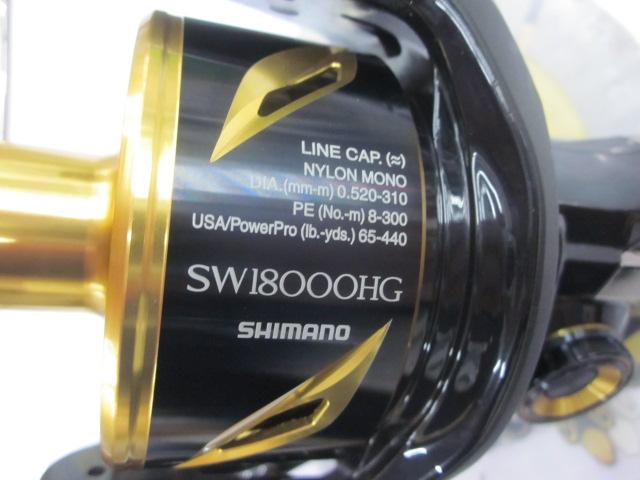 LINE CAP. (≈)
NYLON MONO
DIA. (mm-m) 0.520-310
PE (No.-m) 8-300
USA/PowerPro (lb.-yds.) 65-440
SW18000HG
SHIMANO